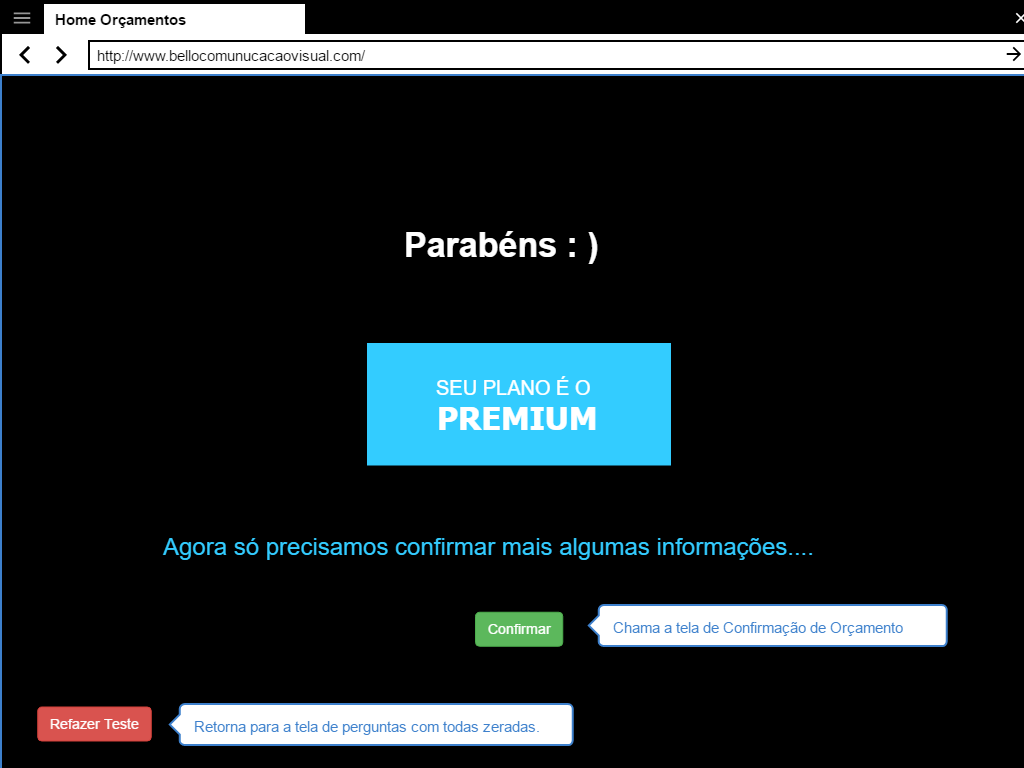 Home Orçamentos
http://www.bellocomunucacaovisual.com/
Parabéns : )
SEU PLANO É O
PREMIUM
Agora só precisamos confirmar mais algumas informações....
Confirmar
Chama a tela de Confirmação de Orçamento
Refazer Teste
Retorna para a tela de perguntas com todas zeradas.